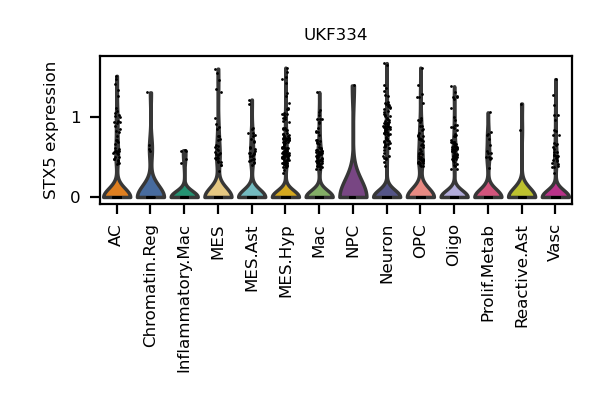 UKF334
STX5 expression
1
0
AC
Chromatin.Reg
Inflammatory.Mac
MES
MES.Ast
MES.Hyp
Mac
NPC
Neuron
OPC
Oligo
Prolif.Metab
Reactive.Ast
Vasc